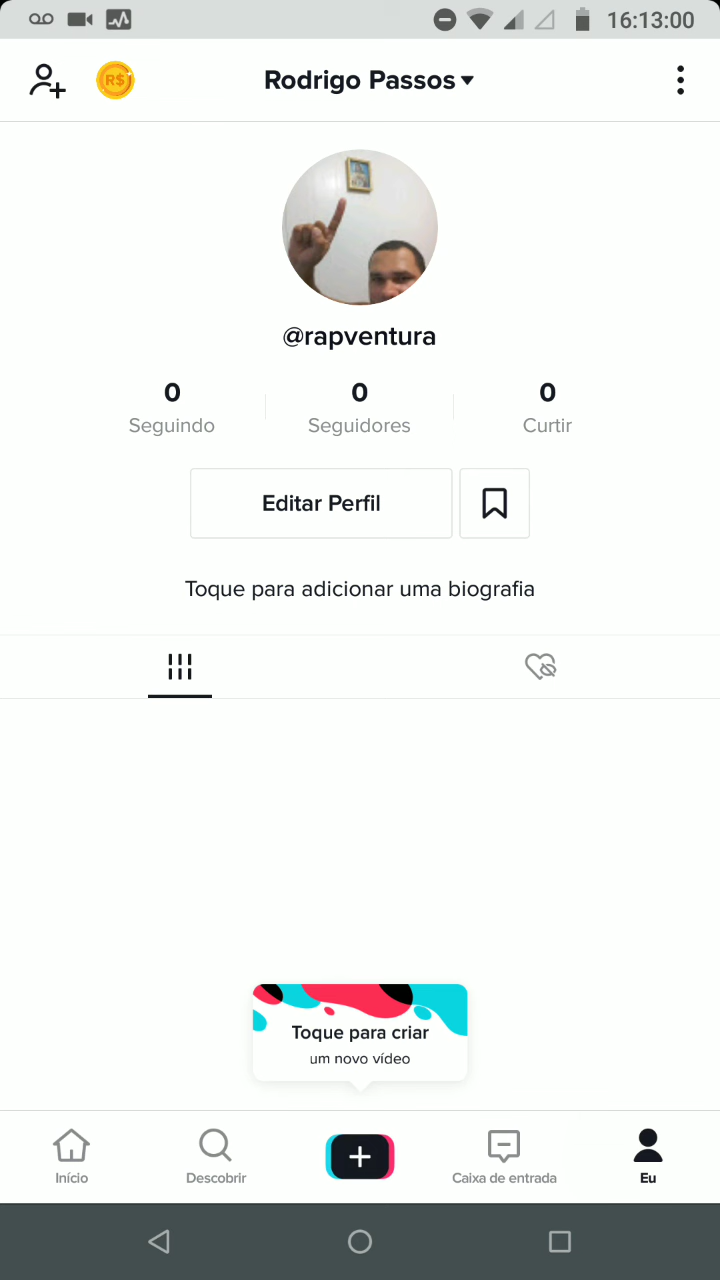 16:13:00
R$
Rodrigo Passos
@rapventura
0 0 0
Seguindo Seguidores Curtir
Editar Perfil
Toque para adicionar uma biografia
Toque para criar
um novo vídeo
Início Descobrir Caixa de entrada Eu